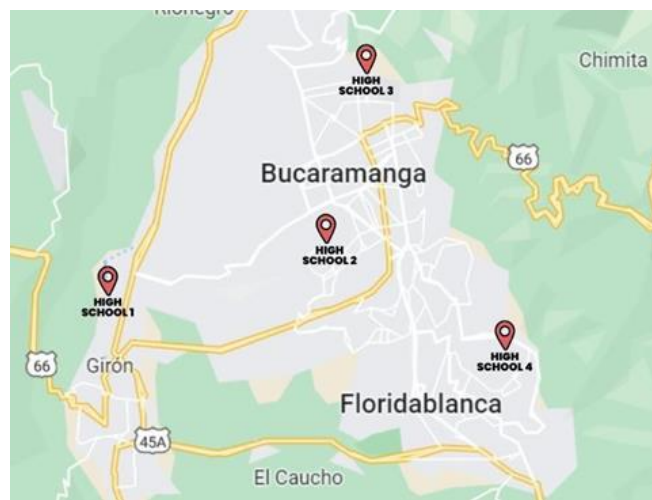 Rionegro
HIGH
SCHOOL 3
Chimita
66
Bucaramanga
HIGH
SCHOOL 2
HIGH
SCHOOL 1
HIGH
SCHOOL 4
66
Girón
Floridablanca
45A
El Caucho